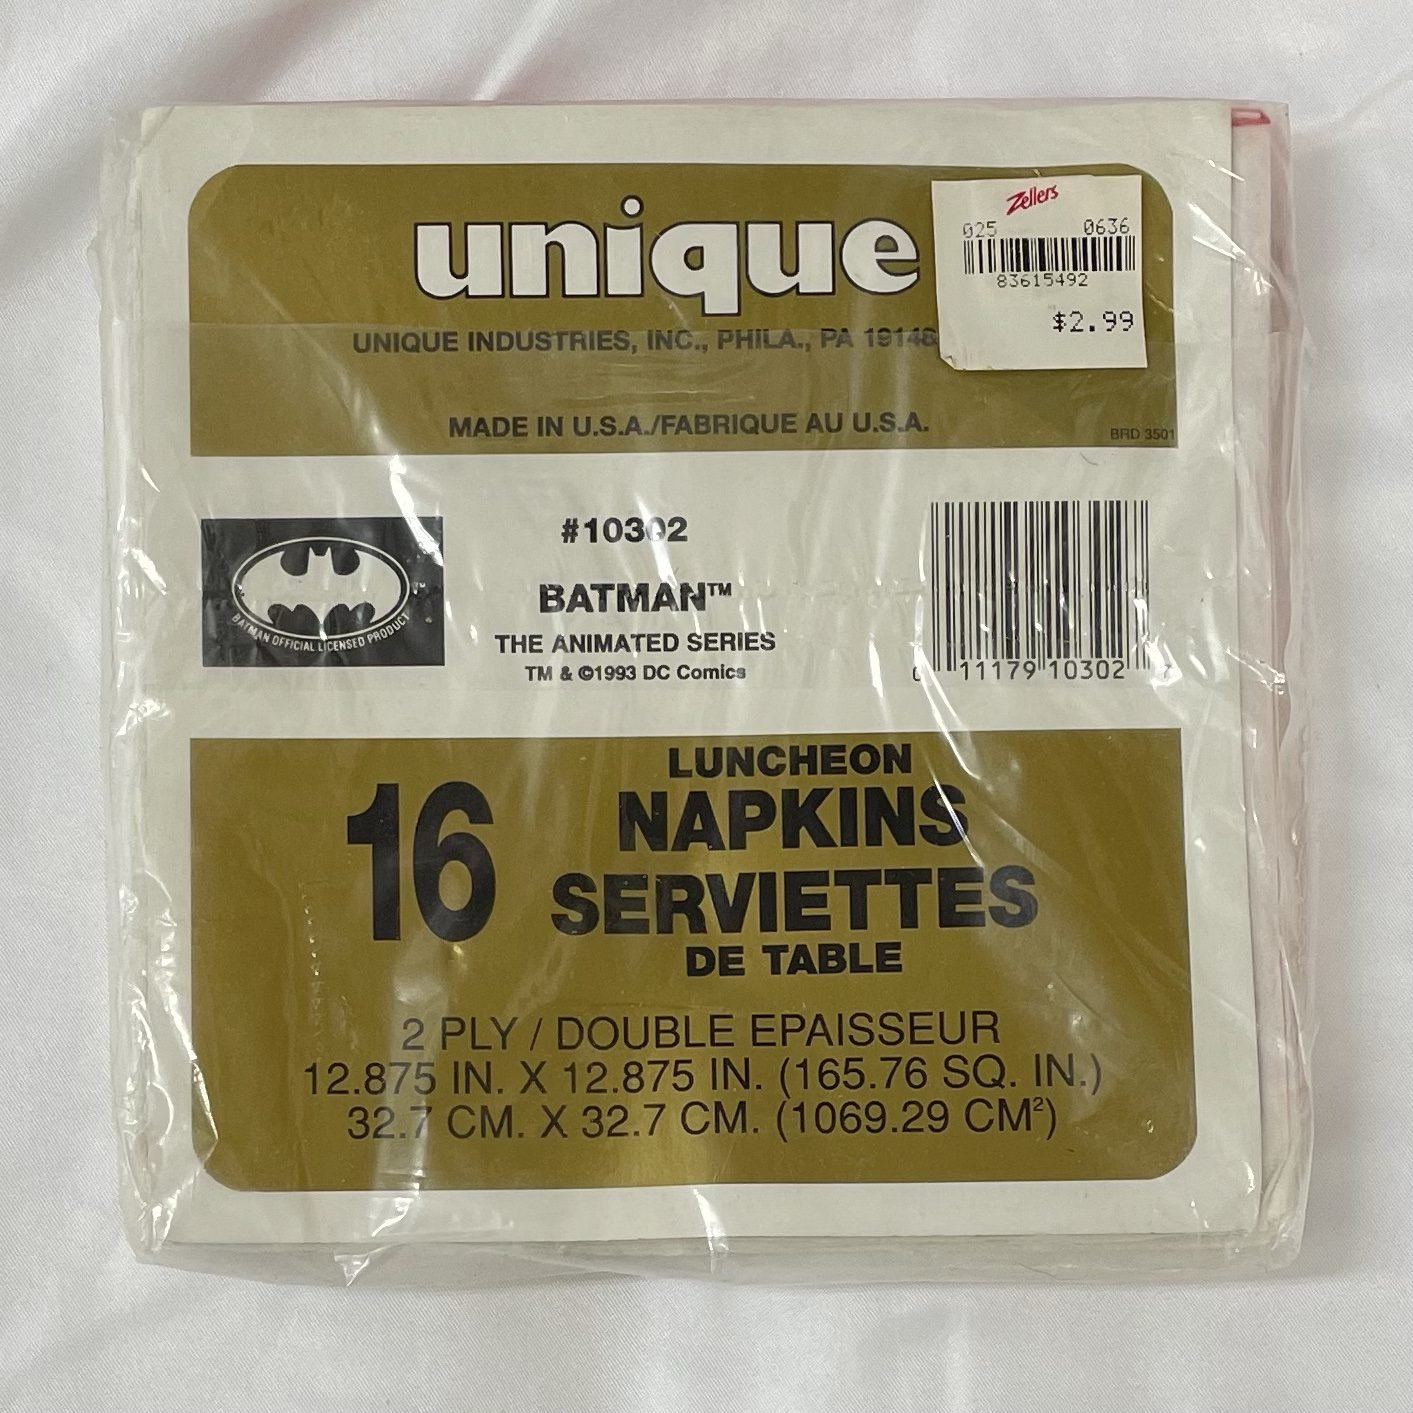 unique
UNIQUE INDUSTRIES, INC., PHILA., PA 19148
Zellers
025 0636
83615492
$2.99
MADE IN U.S.A./FABRIQUE AU U.S.A.
BRD 3501
BATMAN OFFICIAL LICENSED PRODUCT
#10302
BATMAN™
THE ANIMATED SERIES
TM & ©1993 DC Comics
0 11179 10302 7
16
LUNCHEON
NAPKINS
SERVIETTES
DE TABLE
2 PLY / DOUBLE EPAISSEUR
12.875 IN. X 12.875 IN. (165.76 SQ. IN.)
32.7 CM. X 32.7 CM. (1069.29 CM²)